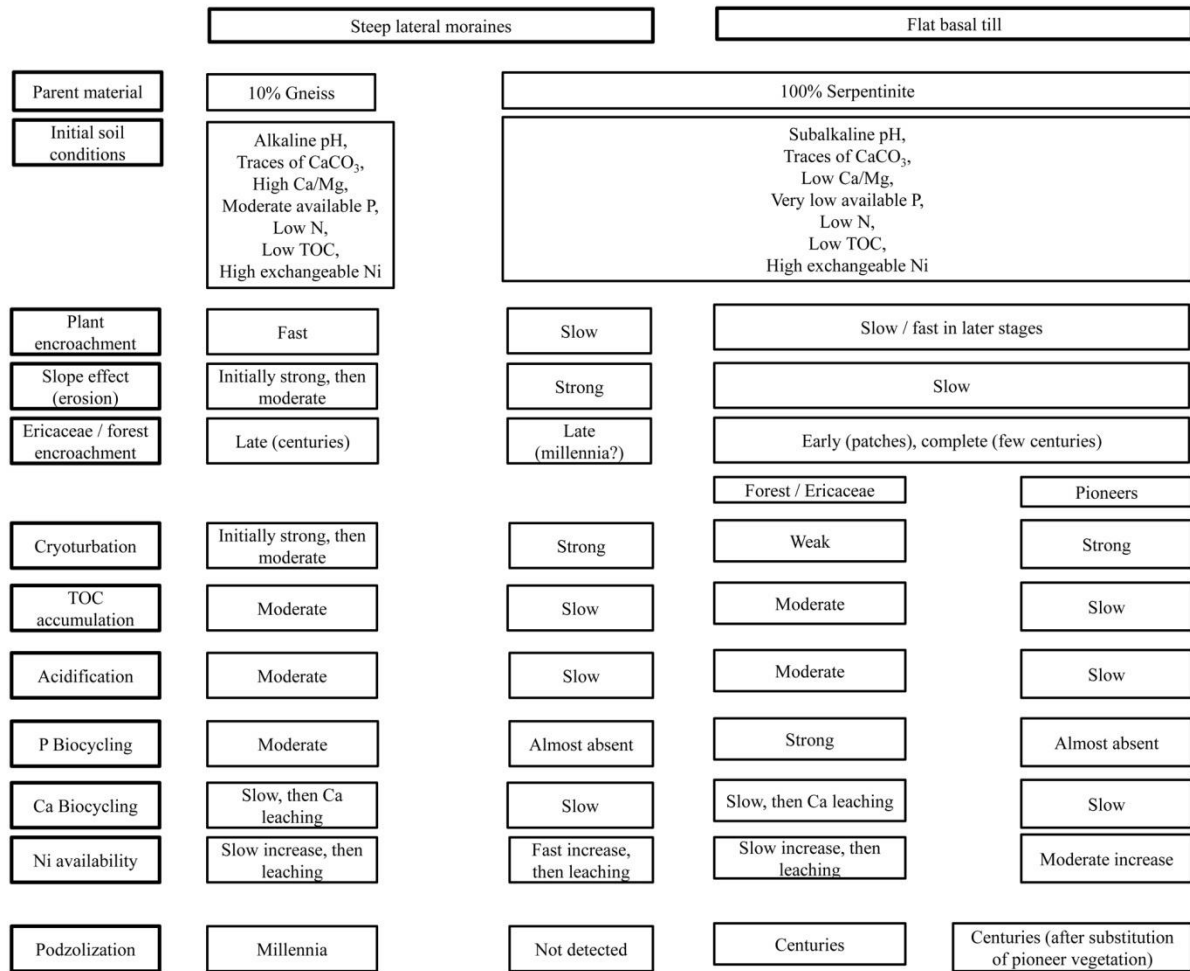 Steep lateral moraines
Flat basal till
Parent material
10% Gneiss
100% Serpentinite
Initial soil
conditions
Alkaline pH,
Traces of CaCO₃,
High Ca/Mg,
Moderate available P,
Low N,
Low TOC,
High exchangeable Ni
Subalkaline pH,
Traces of CaCO₃,
Low Ca/Mg,
Very low available P,
Low N,
Low TOC,
High exchangeable Ni
Plant
encroachment
Fast
Slow
Slow / fast in later stages
Slope effect
(erosion)
Initially strong, then
moderate
Strong
Slow
Ericaceae / forest
encroachment
Late (centuries)
Late
(millennia?)
Early (patches), complete (few centuries)
Forest / Ericaceae
Pioneers
Cryoturbation
Initially strong, then
moderate
Strong
Weak
Strong
TOC
accumulation
Moderate
Slow
Moderate
Slow
Acidification
Moderate
Slow
Moderate
Slow
P Biocycling
Moderate
Almost absent
Strong
Almost absent
Ca Biocycling
Slow, then Ca
leaching
Slow
Slow, then Ca leaching
Slow
Ni availability
Slow increase, then
leaching
Fast increase,
then leaching
Slow increase, then
leaching
Moderate increase
Podzolization
Millennia
Not detected
Centuries
Centuries (after substitution
of pioneer vegetation)